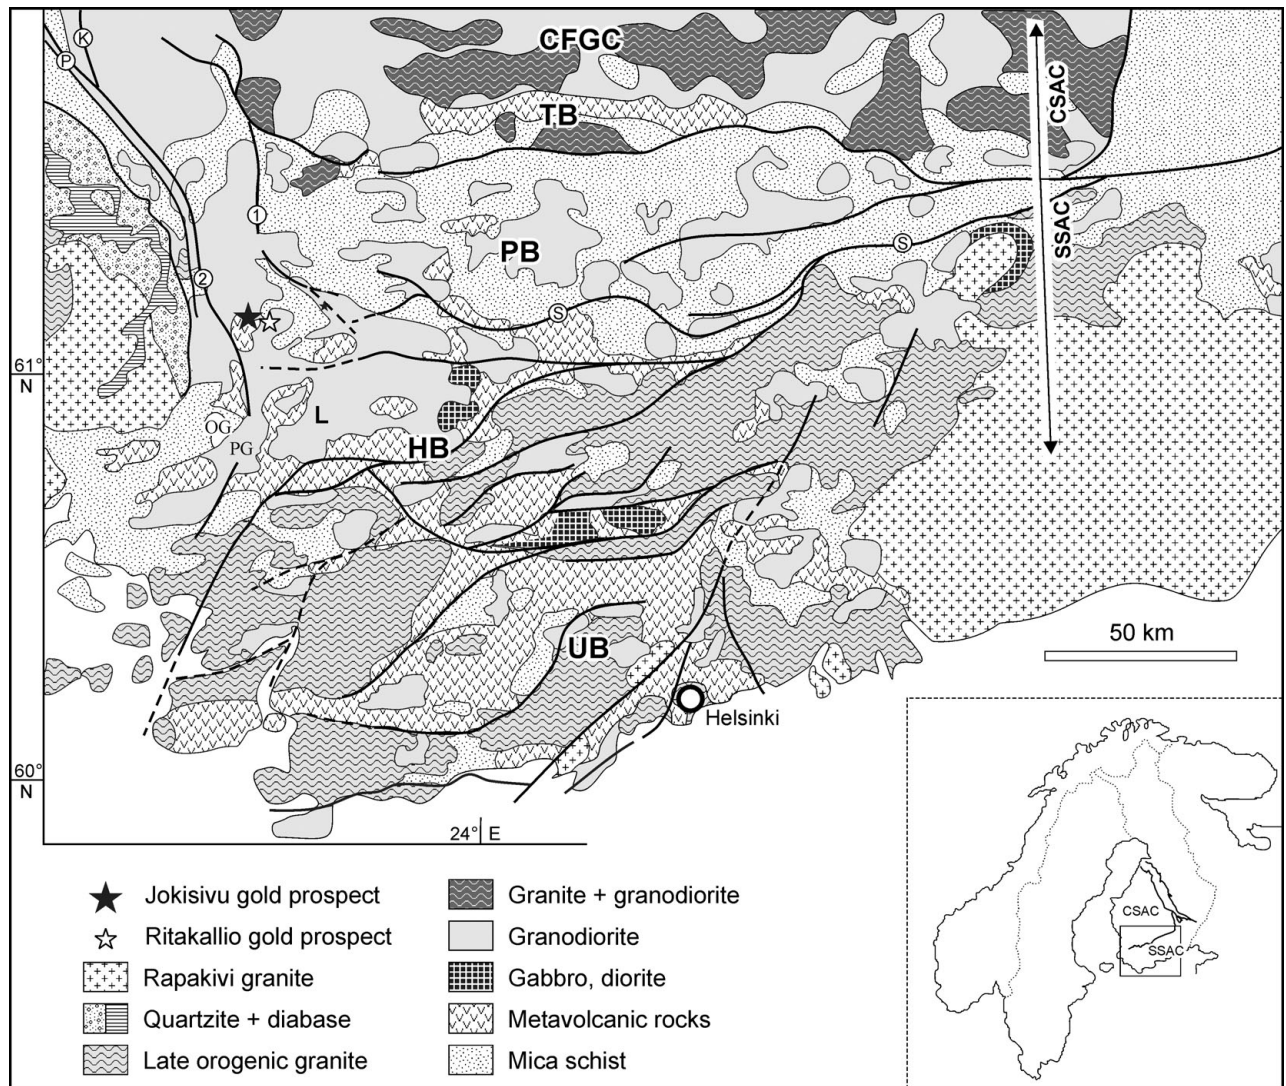 CFGC
K
P
TB
CSAC
1
SSAC
S
PB
2
S
61°
N
L
OG
HB
PG
50 km
UB
Helsinki
60°
N
24° E
CSAC
SSAC
Jokisivu gold prospect
Ritakallio gold prospect
Rapakivi granite
Quartzite + diabase
Late orogenic granite
Granite + granodiorite
Granodiorite
Gabbro, diorite
Metavolcanic rocks
Mica schist